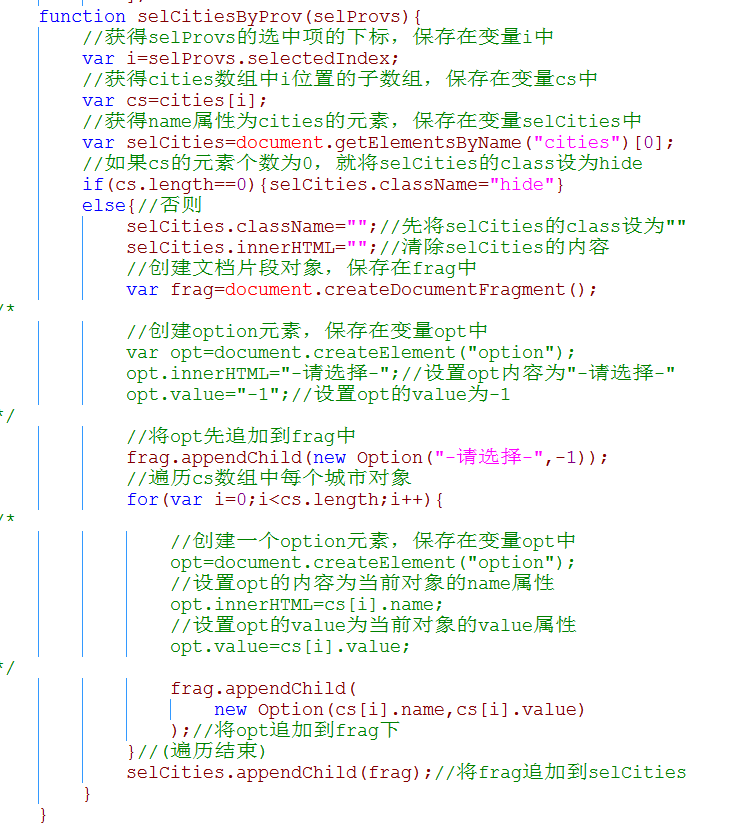 function selCitiesByProv(selProvs){
//获得selProvs的选中项的下标，保存在变量i中
var i=selProvs.selectedIndex;
//获得cities数组中i位置的子数组，保存在变量cs中
var cs=cities[i];
//获得name属性为cities的元素，保存在变量selCities中
var selCities=document.getElementsByName("cities")[0];
//如果cs的元素个数为0，就将selCities的class设为hide
if(cs.length==0){selCities.className="hide"}
else{//否则
selCities.className="";//先将selCities的class设为""
selCities.innerHTML="";//清除selCities的内容
//创建文档片段对象，保存在frag中
var frag=document.createDocumentFragment();
/*
//创建option元素，保存在变量opt中
var opt=document.createElement("option");
opt.innerHTML="-请选择-";//设置opt内容为"-请选择-"
opt.value="-1";//设置opt的value为-1
*/
//将opt先追加到frag中
frag.appendChild(new Option("-请选择-",-1));
//遍历cs数组中每个城市对象
for(var i=0;i<cs.length;i++){
/*
//创建一个option元素，保存在变量opt中
opt=document.createElement("option");
//设置opt的内容为当前对象的name属性
opt.innerHTML=cs[i].name;
//设置opt的value为当前对象的value属性
opt.value=cs[i].value;
*/
frag.appendChild(
new Option(cs[i].name,cs[i].value)
);//将opt追加到frag下
}//(遍历结束)
selCities.appendChild(frag);//将frag追加到selCities
}
}